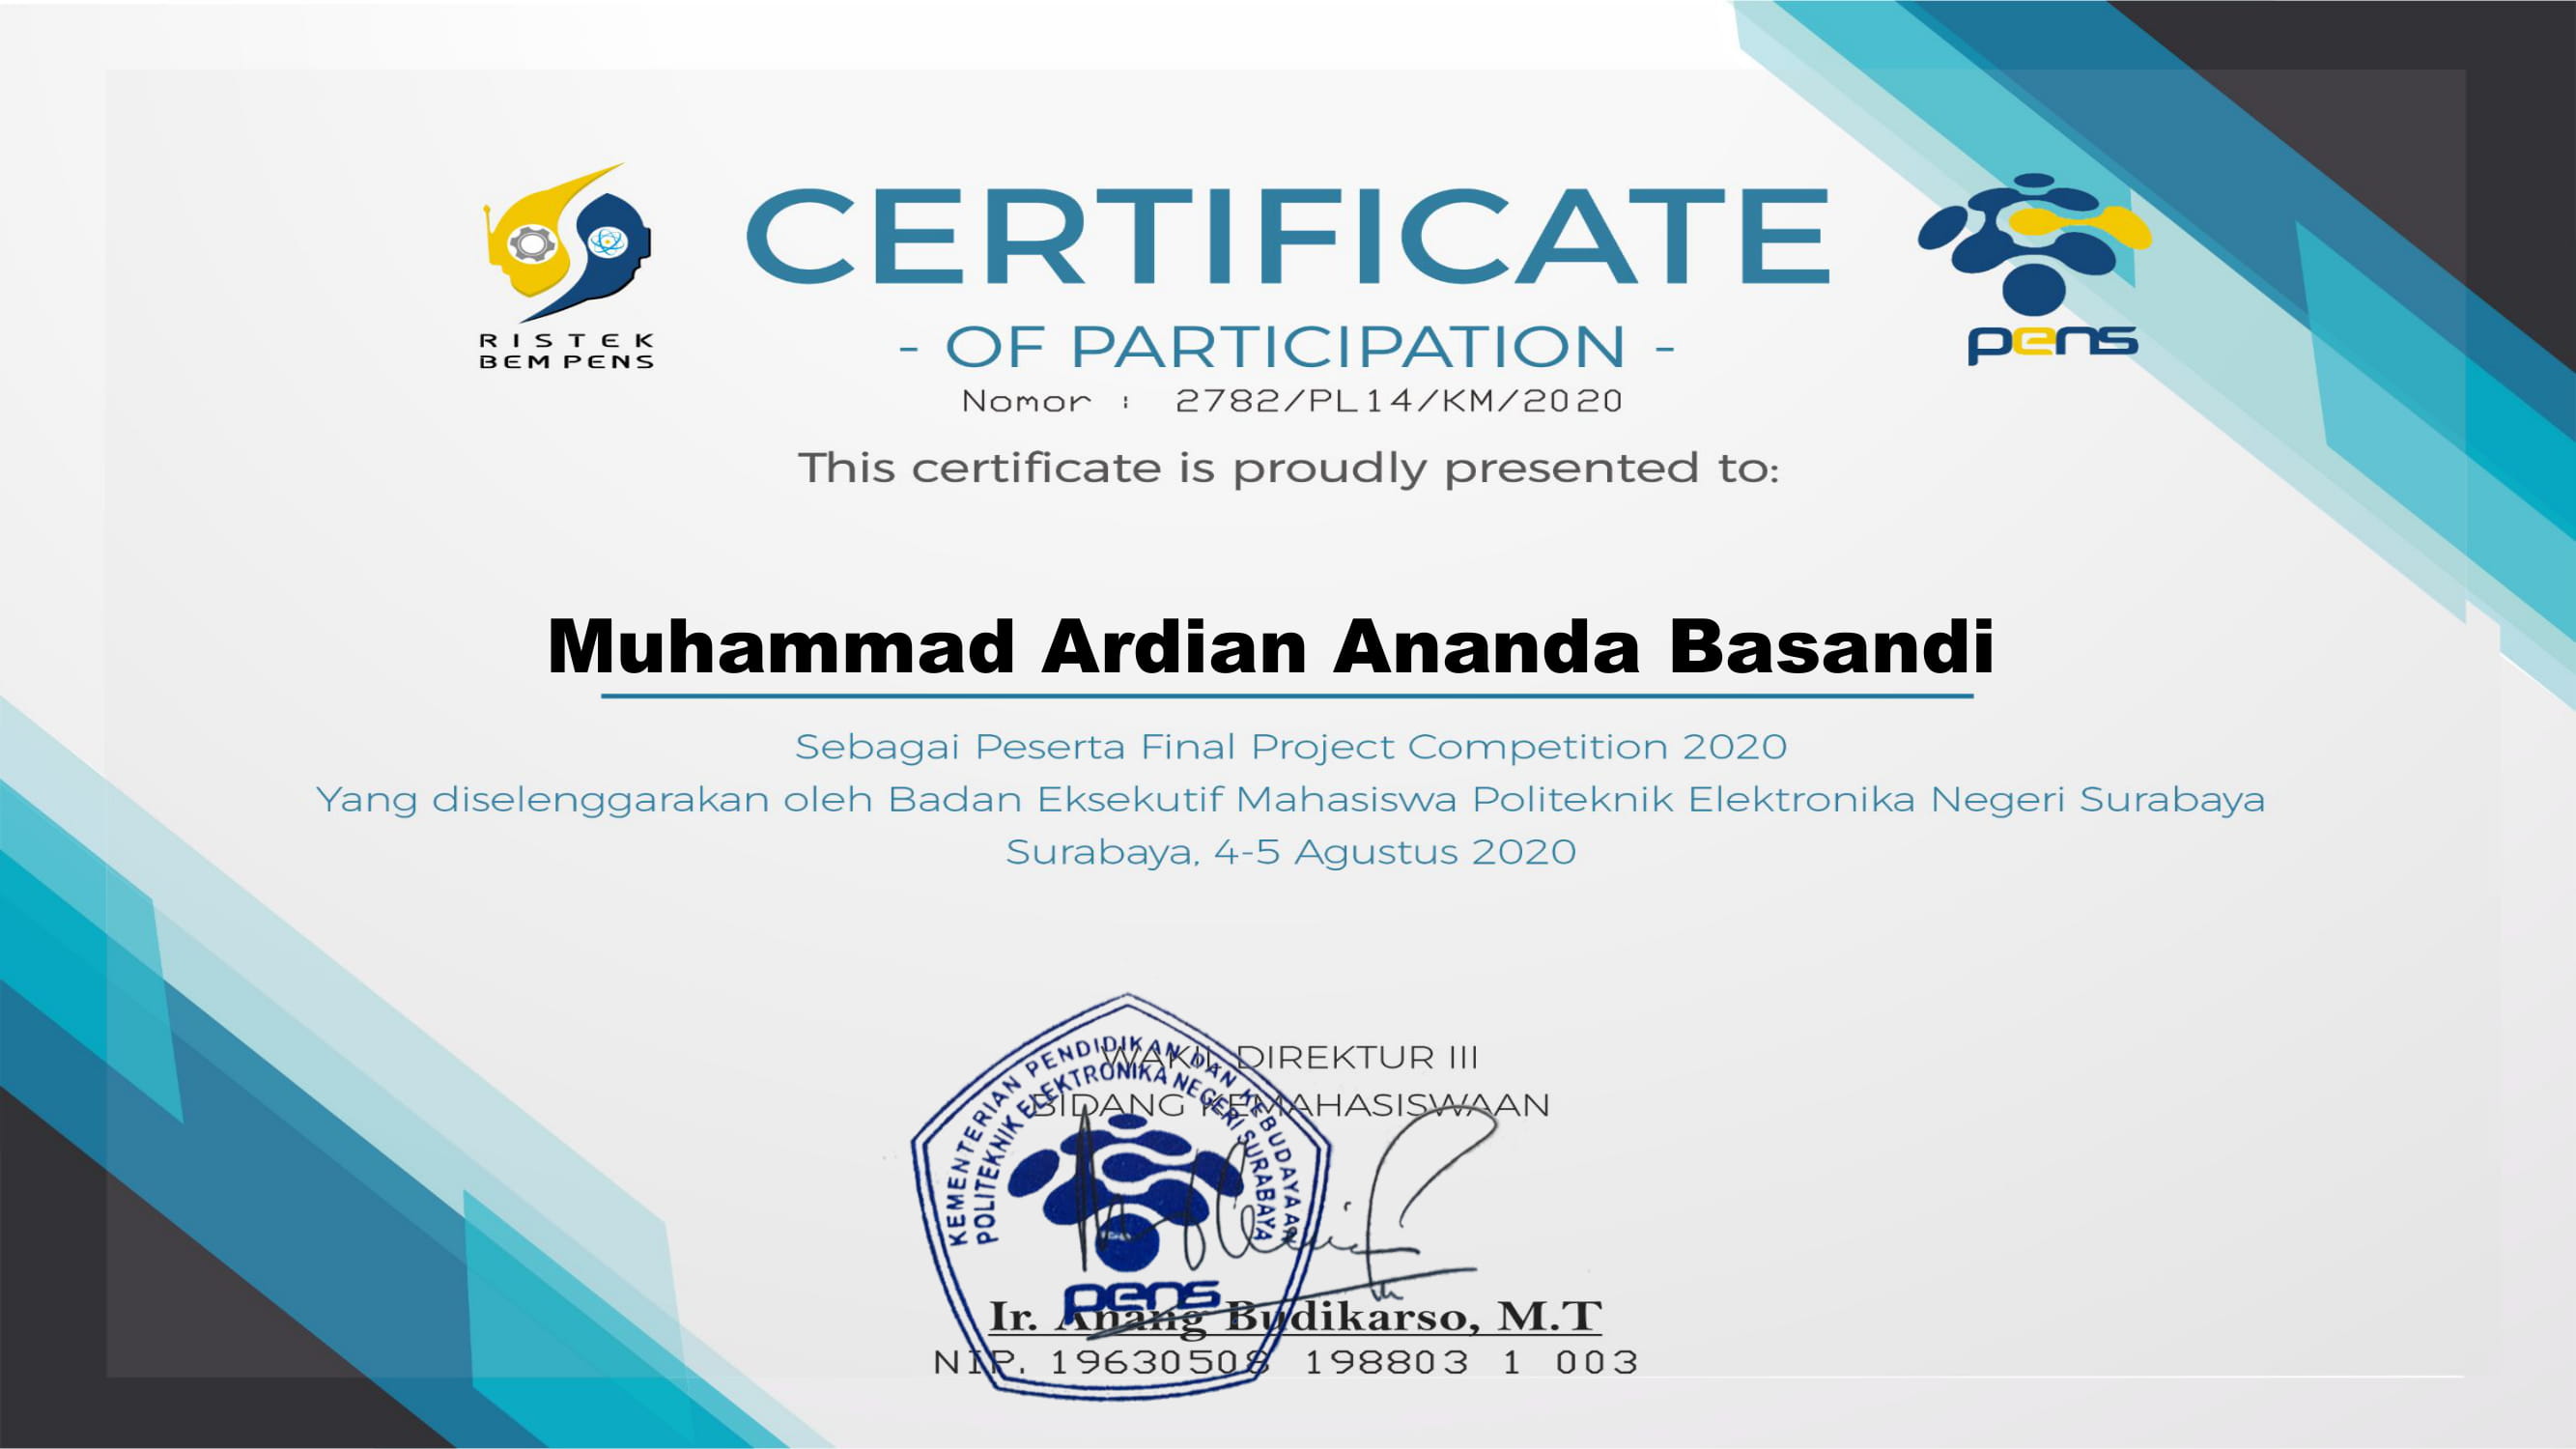 RISTEK
BEM PENS
CERTIFICATE
pens
- OF PARTICIPATION -
Nomor : 2782/PL14/KM/2020
This certificate is proudly presented to:
Muhammad Ardian Ananda Basandi
Sebagai Peserta Final Project Competition 2020
Yang diselenggarakan oleh Badan Eksekutif Mahasiswa Politeknik Elektronika Negeri Surabaya
Surabaya, 4-5 Agustus 2020
WAKIL DIREKTUR III
BIDANG KEMAHASISWAAN
KEMENTERIAN PENDIDIKAN DAN KEBUDAYAAN
POLITEKNIK ELEKTRONIKA NEGERI SURABAYA
pens
Ir. Anang Budikarso, M.T
NIP. 19630508 198803 1 003